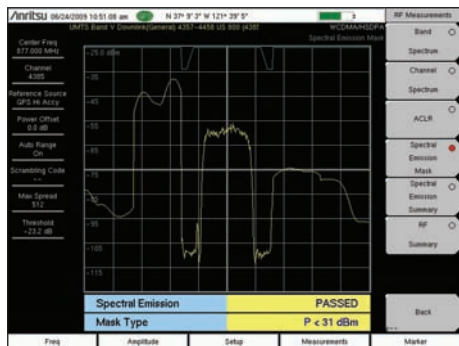 Anritsu 08/24/2009 10:51:08 am GPS N 37° 9' 3" W 121° 39' 5"
UMTS Band V Downlink(General) 4357-4458 US 800 (4387
WCDMA/HSDPA
Spectral Emission Mask
Center Freq
877.000 MHz
Channel
4385
Reference Source
GPS Hi Accy
Power Offset
0.0 dB
Auto Range
On
Scrambling Code
--
Max Spread
512
Threshold
-23.2 dB
-25.0 dBm
-35
-45
-55
-65
-75
-85
-95
-105
-115
Spectral Emission PASSED
Mask Type P < 31 dBm
RF Measurements
Band
Spectrum
Channel
Spectrum
ACLR
Spectral
Emission
Mask
Spectral
Emission
Summary
RF
Summary
Back
Freq Amplitude Setup Measurements Marker